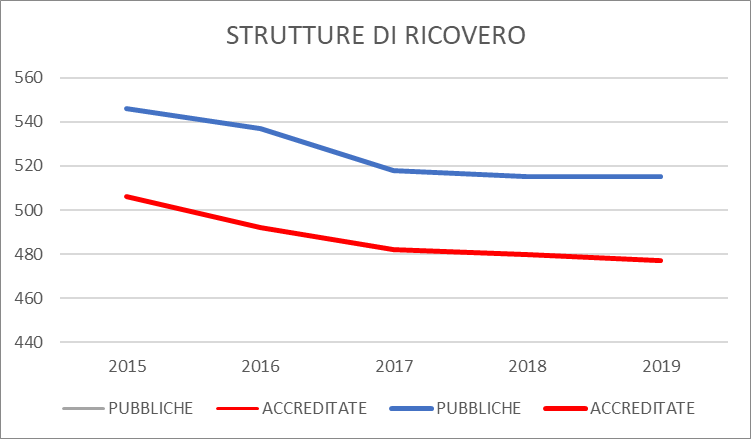 STRUTTURE DI RICOVERO
560
540
520
500
480
460
440
2015 2016 2017 2018 2019
PUBBLICHE ACCREDITATE PUBBLICHE ACCREDITATE